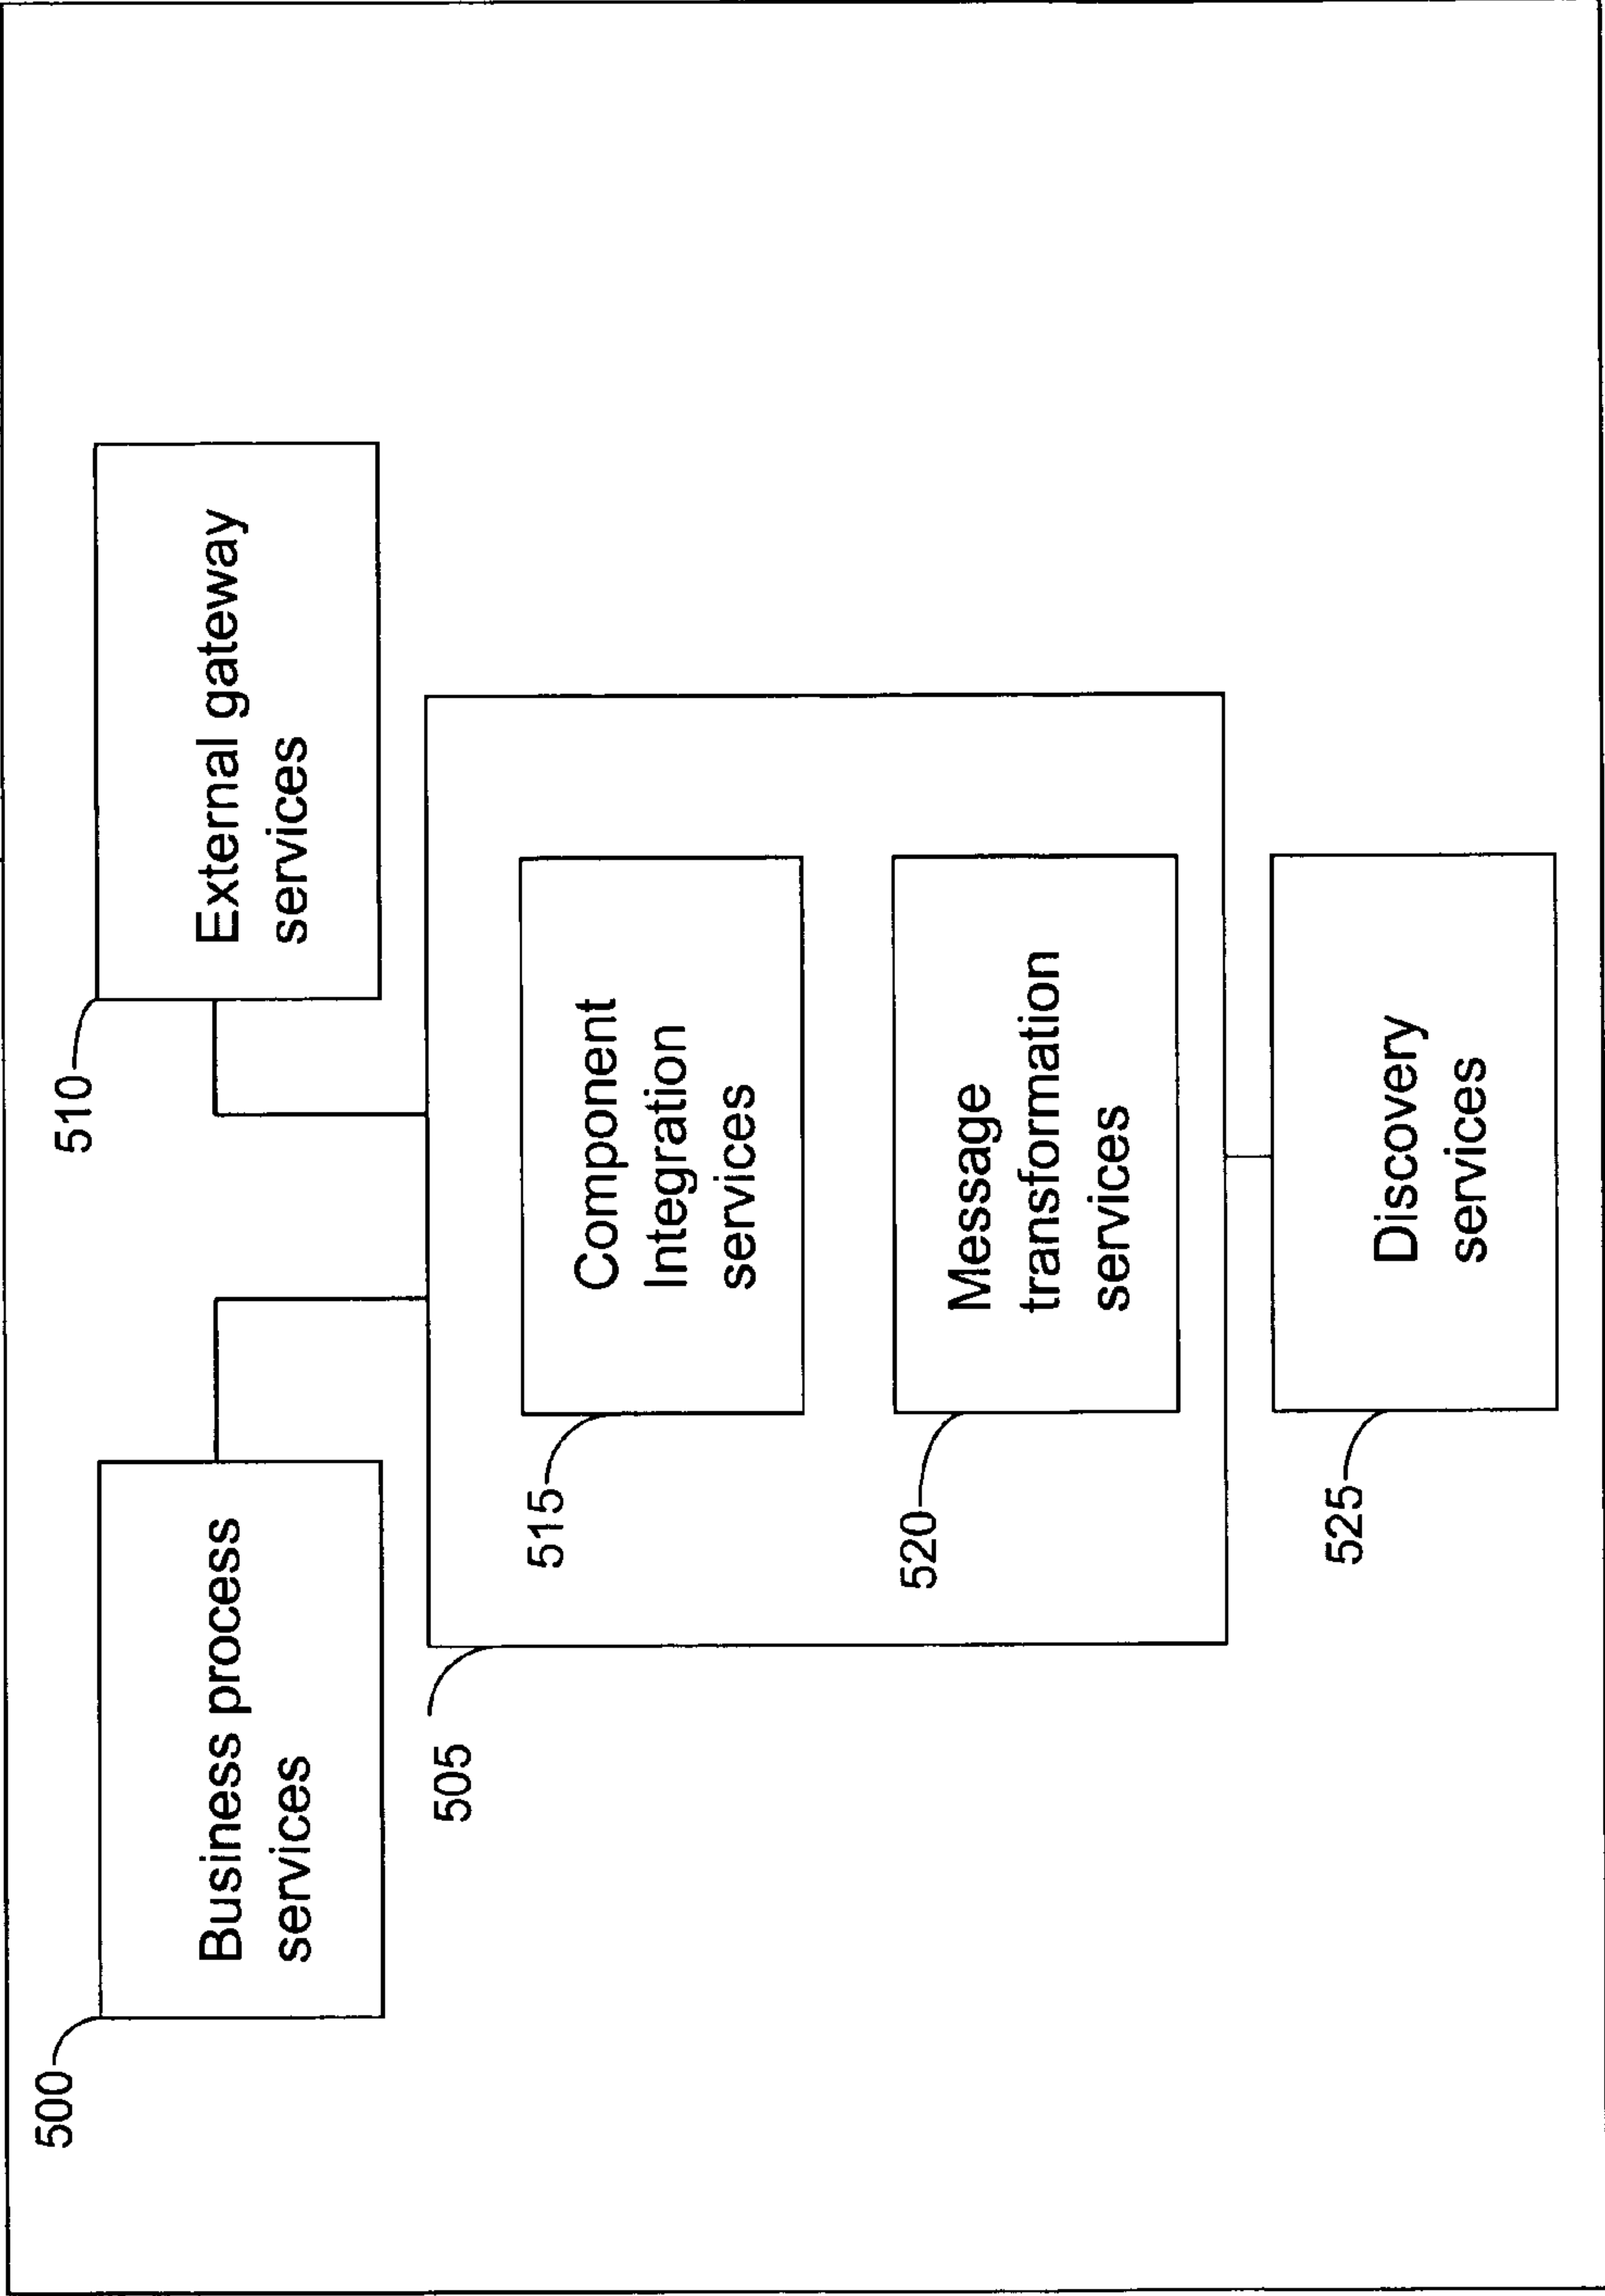 500
Business process
services
510
External gateway
services
505
515
Component
Integration
services
520
Message
transformation
services
525
Discovery
services